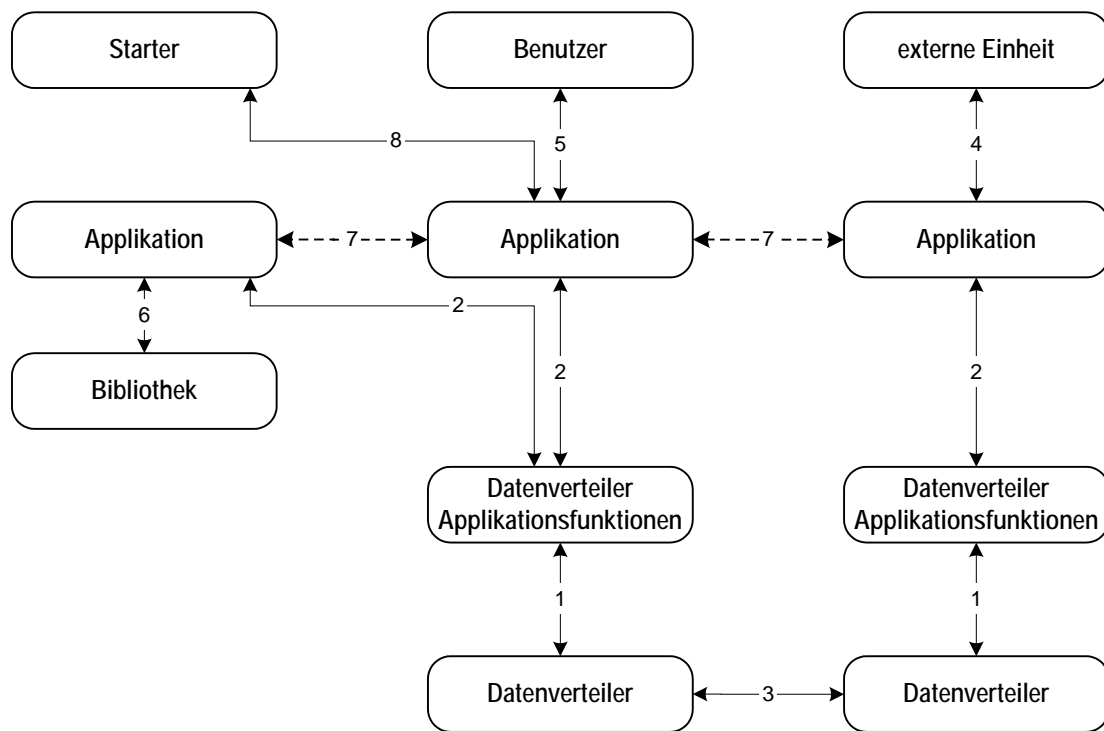 Starter
Benutzer
externe Einheit
8
5
4
Applikation
7
Applikation
7
Applikation
6
2
2
2
Bibliothek
Datenverteiler
Applikationsfunktionen
Datenverteiler
Applikationsfunktionen
1
1
Datenverteiler
3
Datenverteiler